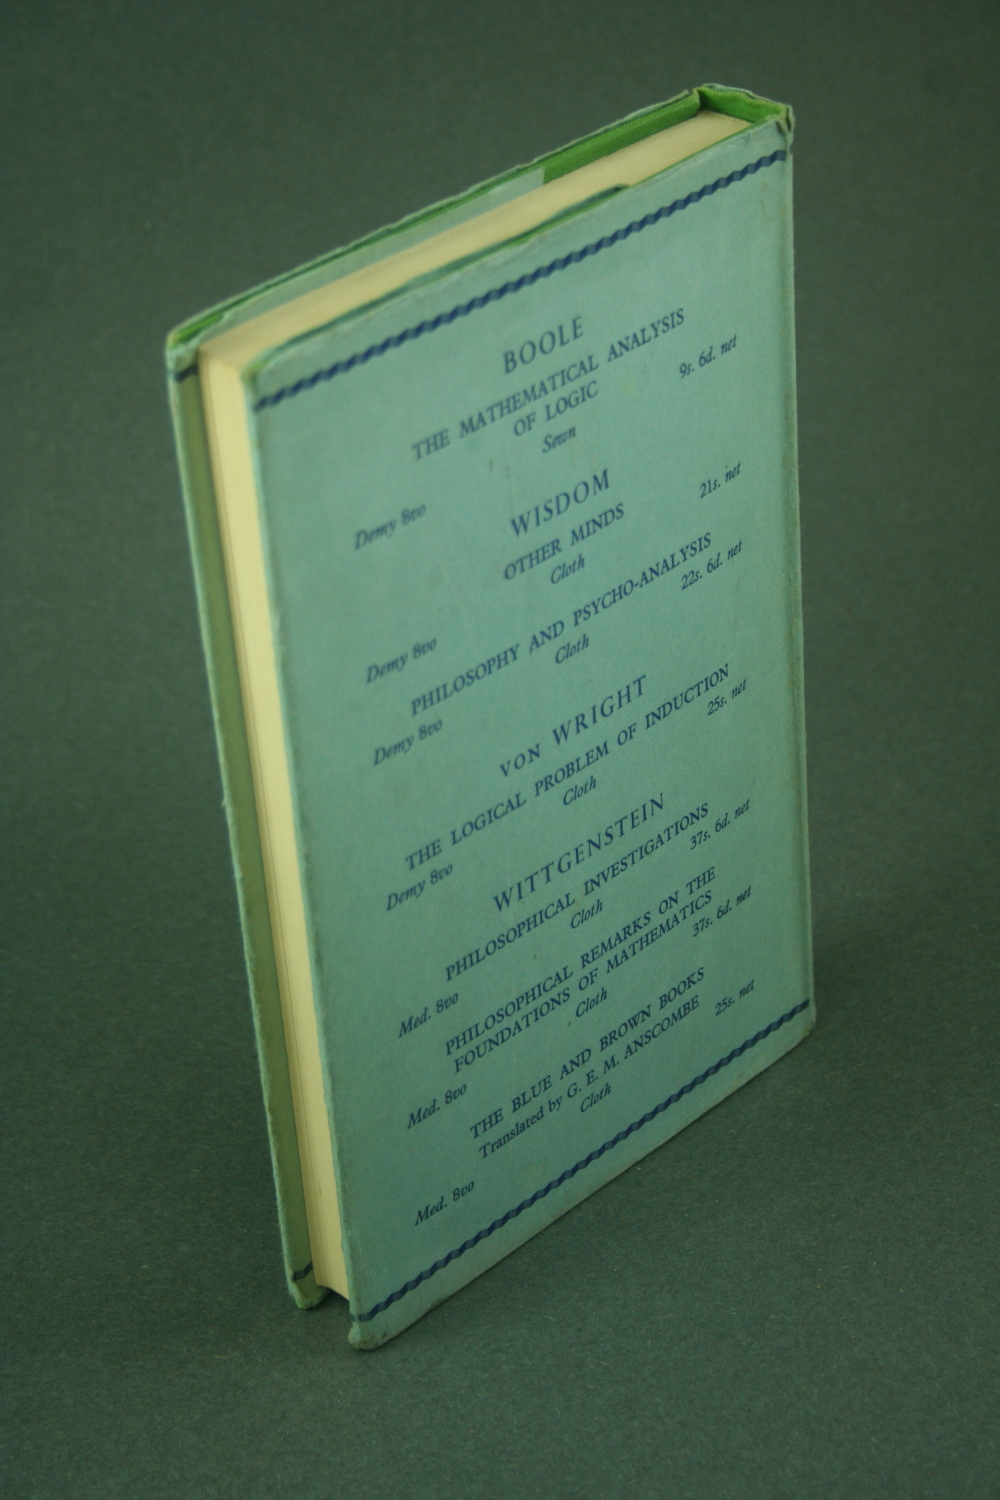 BOOLE
THE MATHEMATICAL ANALYSIS
OF LOGIC
Demy 8vo Sewn 9s. 6d. net
WISDOM
OTHER MINDS
Demy 8vo Cloth 21s. net
PHILOSOPHY AND PSYCHO-ANALYSIS
Demy 8vo Cloth 22s. 6d. net
VON WRIGHT
THE LOGICAL PROBLEM OF INDUCTION
Demy 8vo Cloth 25s. net
WITTGENSTEIN
PHILOSOPHICAL INVESTIGATIONS
Med. 8vo Cloth 37s. 6d. net
PHILOSOPHICAL REMARKS ON THE
FOUNDATIONS OF MATHEMATICS
Med. 8vo Cloth 37s. 6d. net
THE BLUE AND BROWN BOOKS
Translated by G. E. M. ANSCOMBE
Med. 8vo Cloth 25s. net